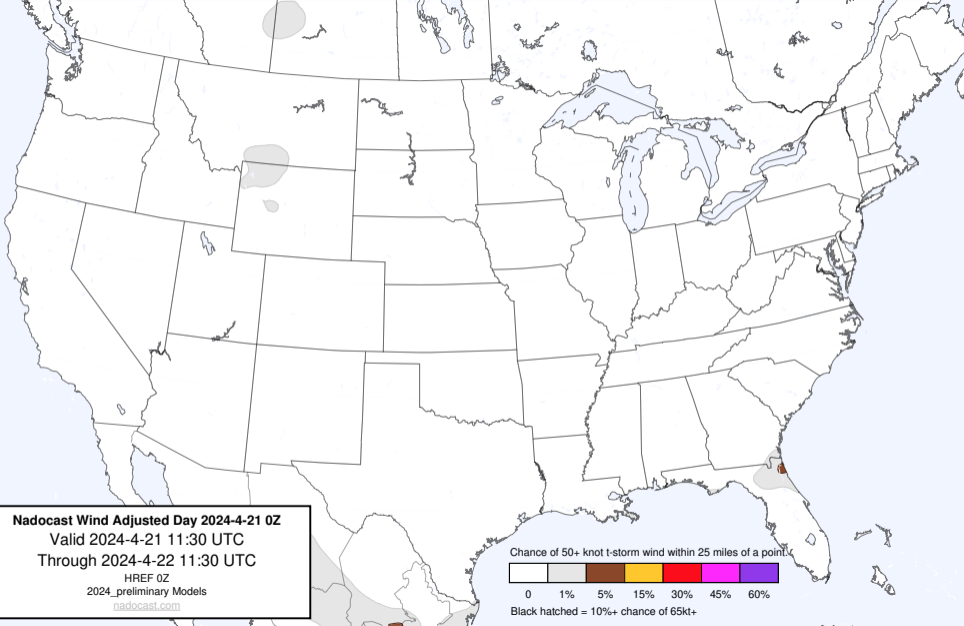 Nadocast Wind Adjusted Day 2024-4-21 0Z
Valid 2024-4-21 11:30 UTC
Through 2024-4-22 11:30 UTC
HREF 0Z
2024_preliminary Models
nadocast.com
Chance of 50+ knot t-storm wind within 25 miles of a point.
0 1% 5% 15% 30% 45% 60%
Black hatched = 10%+ chance of 65kt+